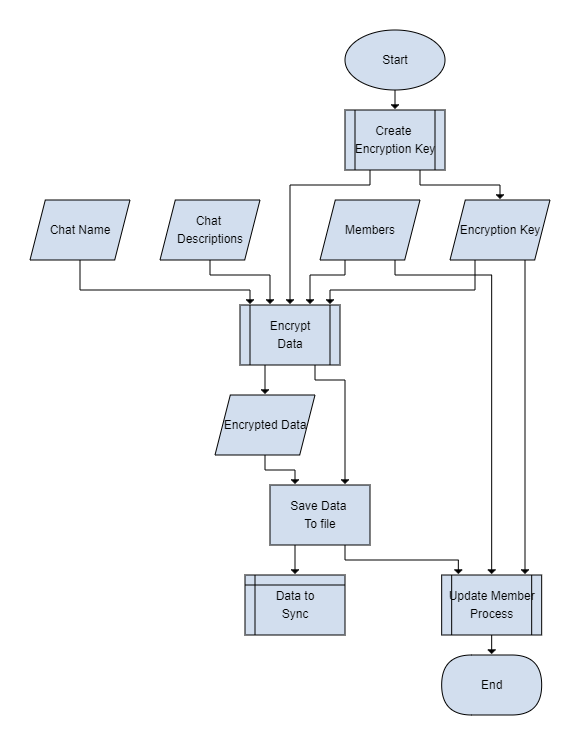 Start
Create
Encryption Key
Chat Name
Chat
Descriptions
Members
Encryption Key
Encrypt
Data
Encrypted Data
Save Data
To file
Data to
Sync
Update Member
Process
End